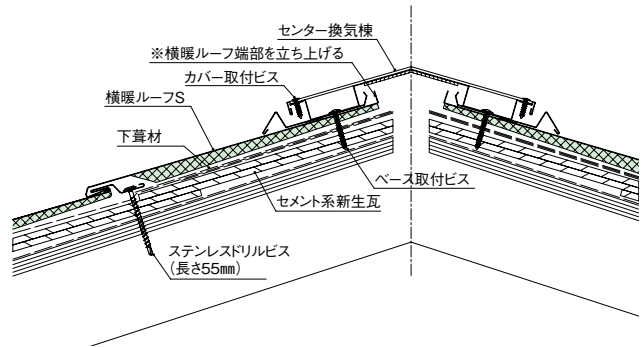 センター換気棟
※横暖ルーフ端部を立ち上げる
カバー取付ビス
横暖ルーフS
下葺材
ベース取付ビス
セメント系新生瓦
ステンレスドリルビス
(長さ55mm)